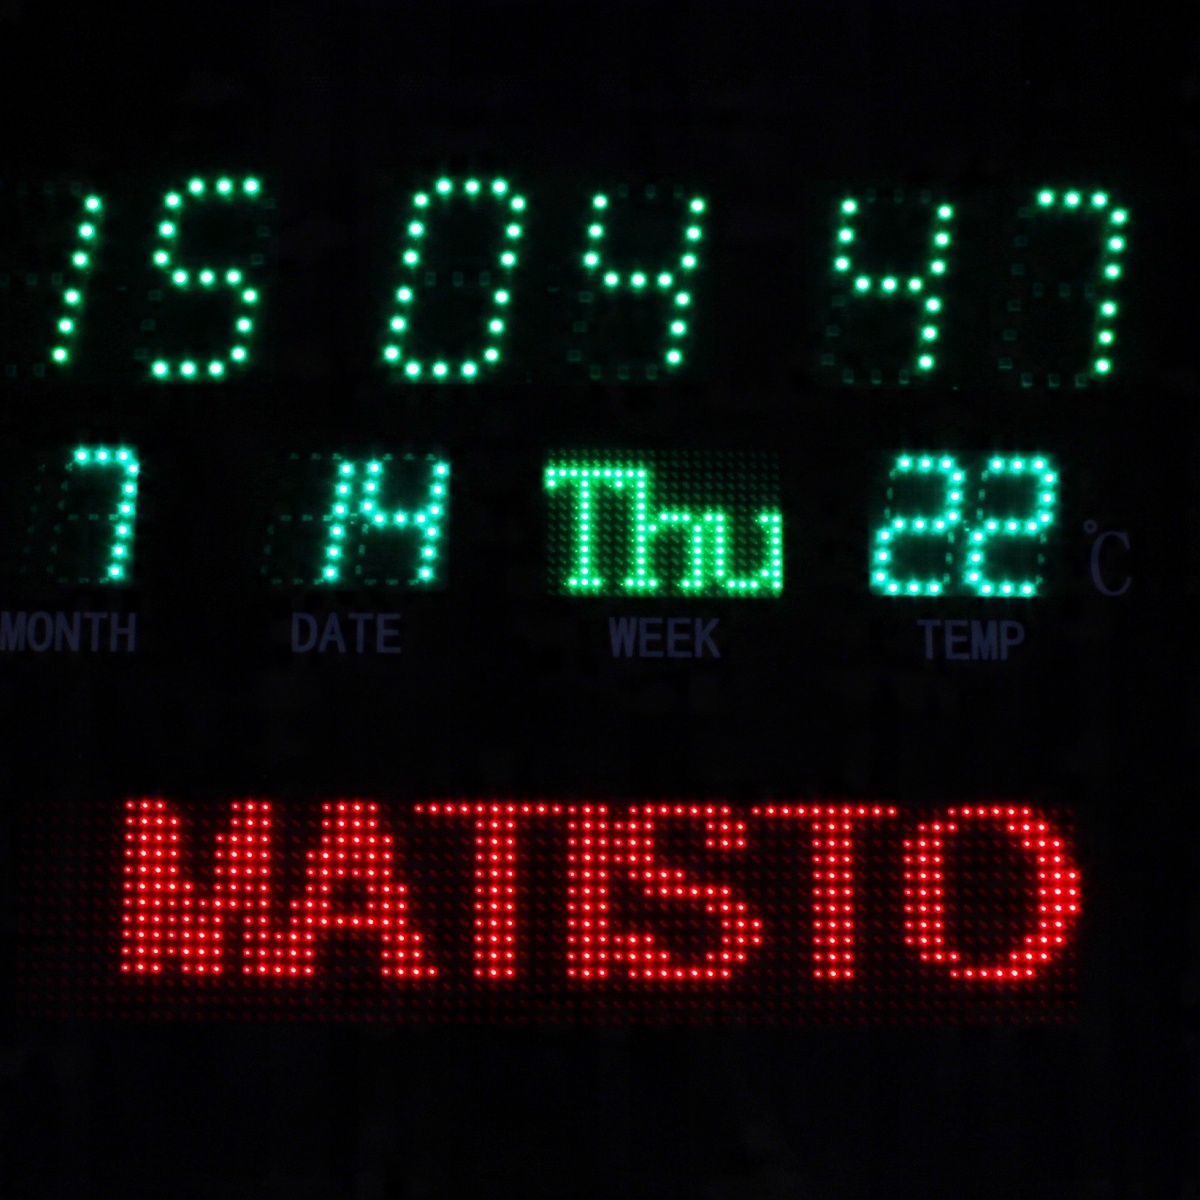 15 04 47
7 14 Thu 22 °C
MONTH DATE WEEK TEMP
MATISTO